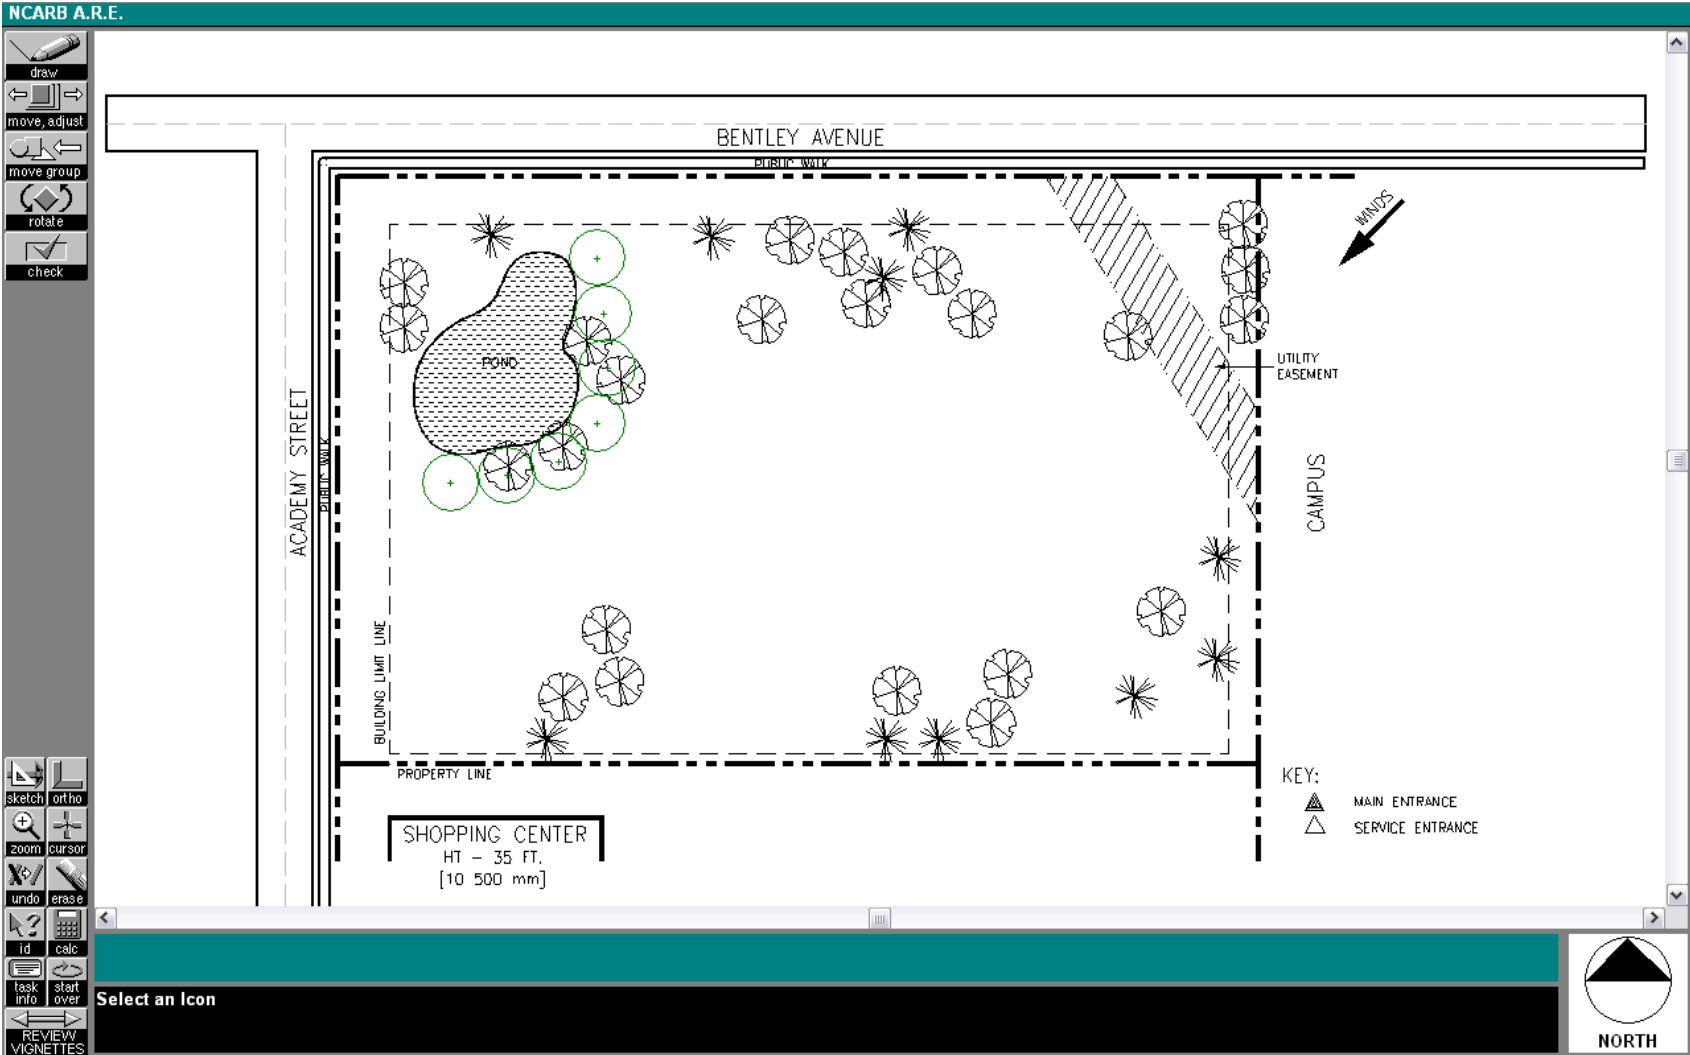 NCARB A.R.E.
draw
move, adjust
move group
rotate
check
BENTLEY AVENUE
PUBLIC WALK
WINDS
POND
UTILITY
EASEMENT
ACADEMY STREET
PUBLIC WALK
CAMPUS
BUILDING LIMIT LINE
PROPERTY LINE
KEY:
MAIN ENTRANCE
SERVICE ENTRANCE
SHOPPING CENTER
HT - 35 FT.
[10 500 mm]
sketch ortho
zoom cursor
undo erase
id calc
task info
start over
REVIEW
VIGNETTES
Select an Icon
NORTH